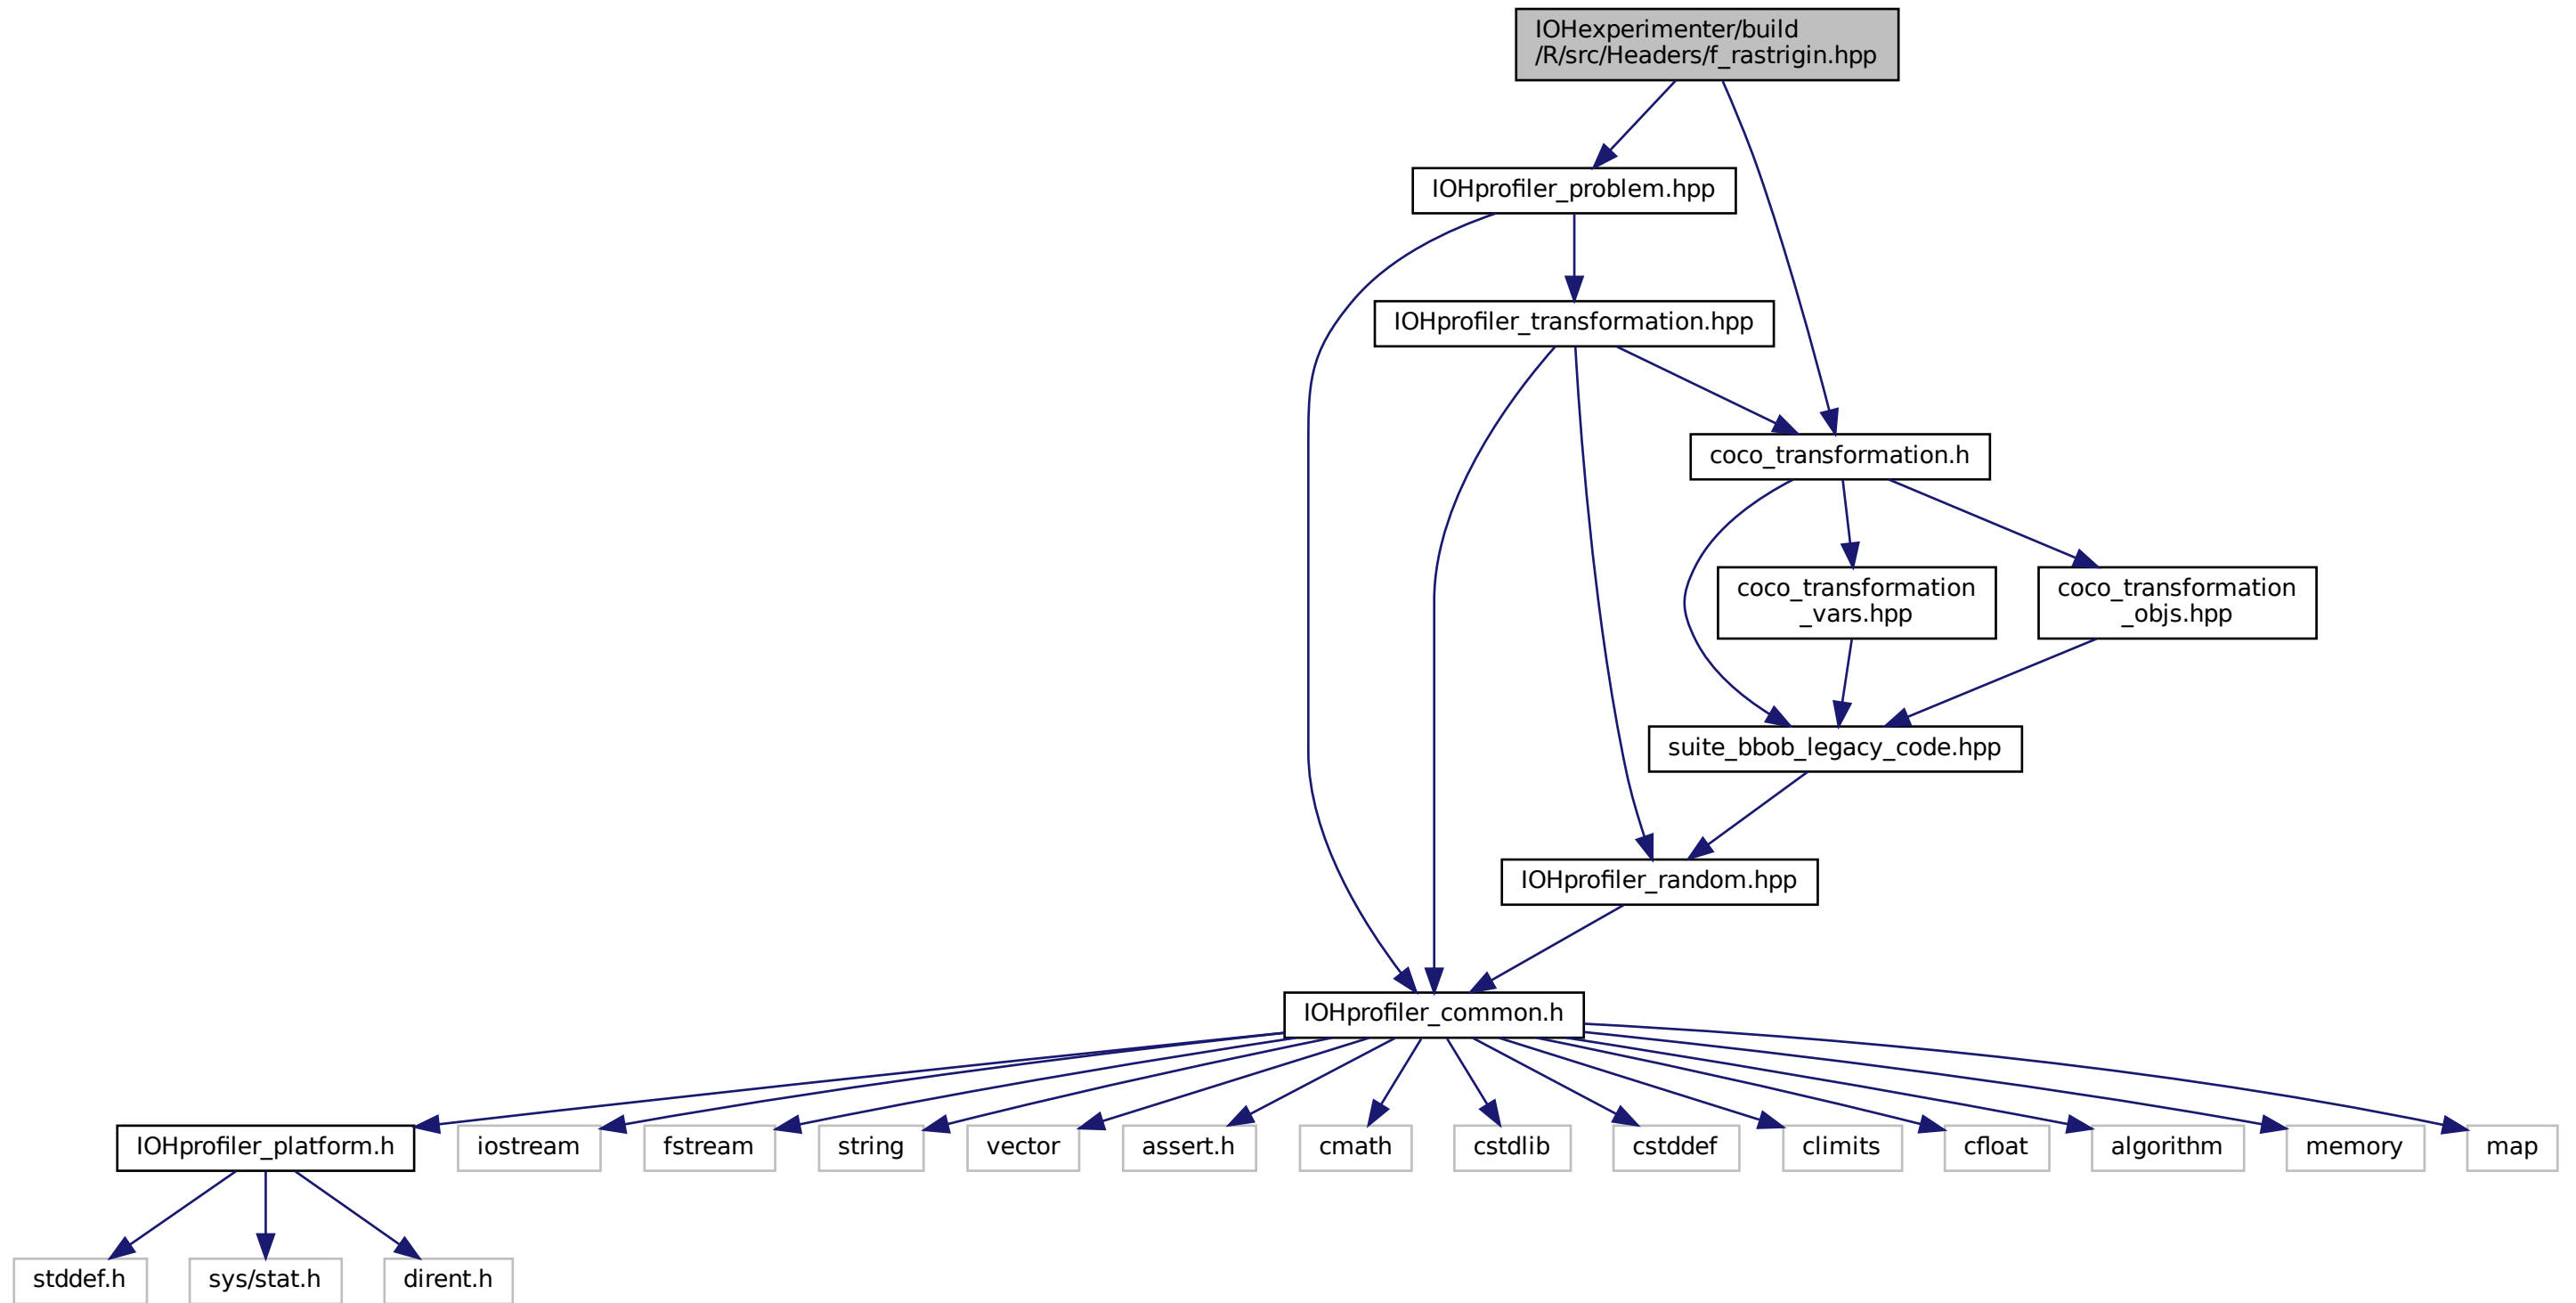 IOHexperimenter/build
/R/src/Headers/f_rastrigin.hpp
IOHprofiler_problem.hpp
IOHprofiler_transformation.hpp
coco_transformation.h
coco_transformation
_vars.hpp
coco_transformation
_objs.hpp
suite_bbob_legacy_code.hpp
IOHprofiler_random.hpp
IOHprofiler_common.h
IOHprofiler_platform.h
iostream
fstream
string
vector
assert.h
cmath
cstdlib
cstddef
climits
cfloat
algorithm
memory
map
stddef.h
sys/stat.h
dirent.h